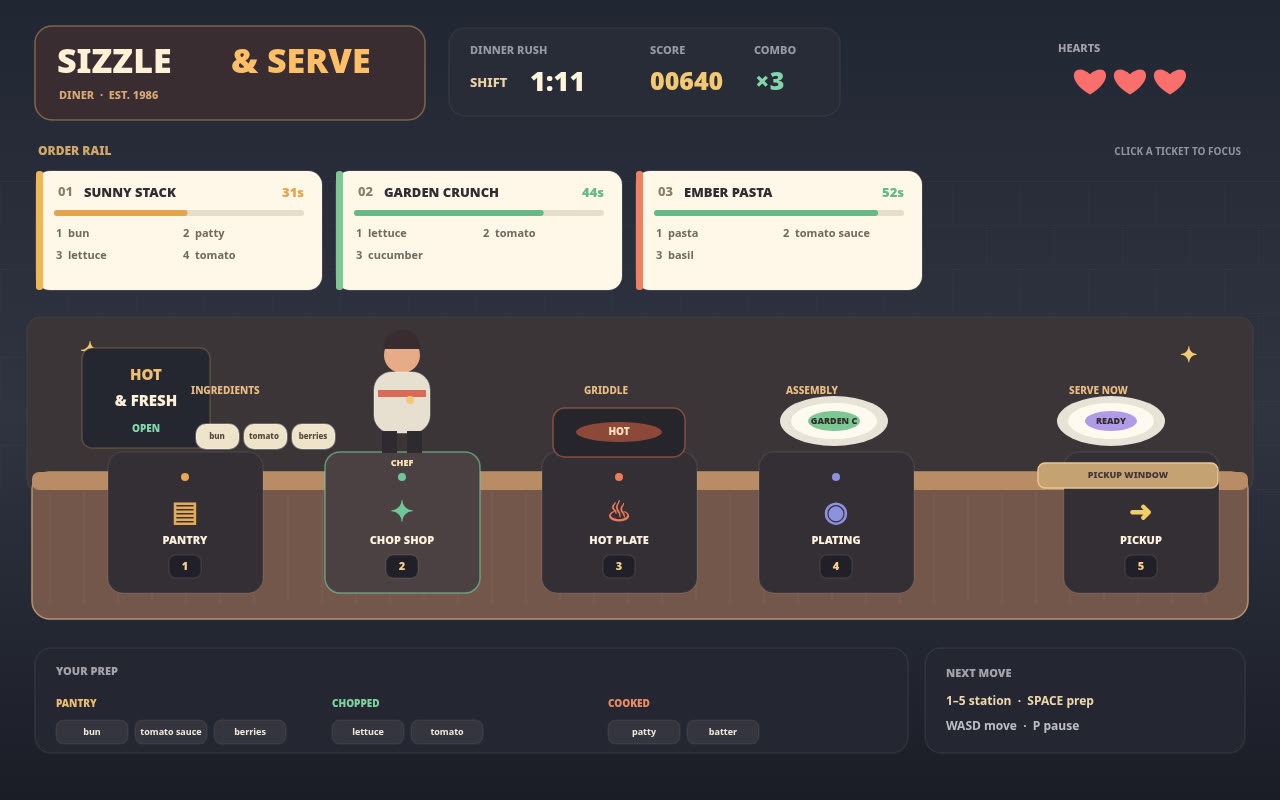 SIZZLE & SERVE
DINER · EST. 1986
DINNER RUSH
SHIFT 1:11
SCORE
00640
COMBO
×3
HEARTS
ORDER RAIL
CLICK A TICKET TO FOCUS
01 SUNNY STACK 31s
1 bun 2 patty
3 lettuce 4 tomato
02 GARDEN CRUNCH 44s
1 lettuce 2 tomato
3 cucumber
03 EMBER PASTA 52s
1 pasta 2 tomato sauce
3 basil
HOT
& FRESH
OPEN
INGREDIENTS
bun tomato berries
CHEF
GRIDDLE
HOT
ASSEMBLY
GARDEN C
SERVE NOW
READY
PICKUP WINDOW
PANTRY
1
CHOP SHOP
2
HOT PLATE
3
PLATING
4
PICKUP
5
YOUR PREP
PANTRY
bun tomato sauce berries
CHOPPED
lettuce tomato
COOKED
patty batter
NEXT MOVE
1–5 station · SPACE prep
WASD move · P pause